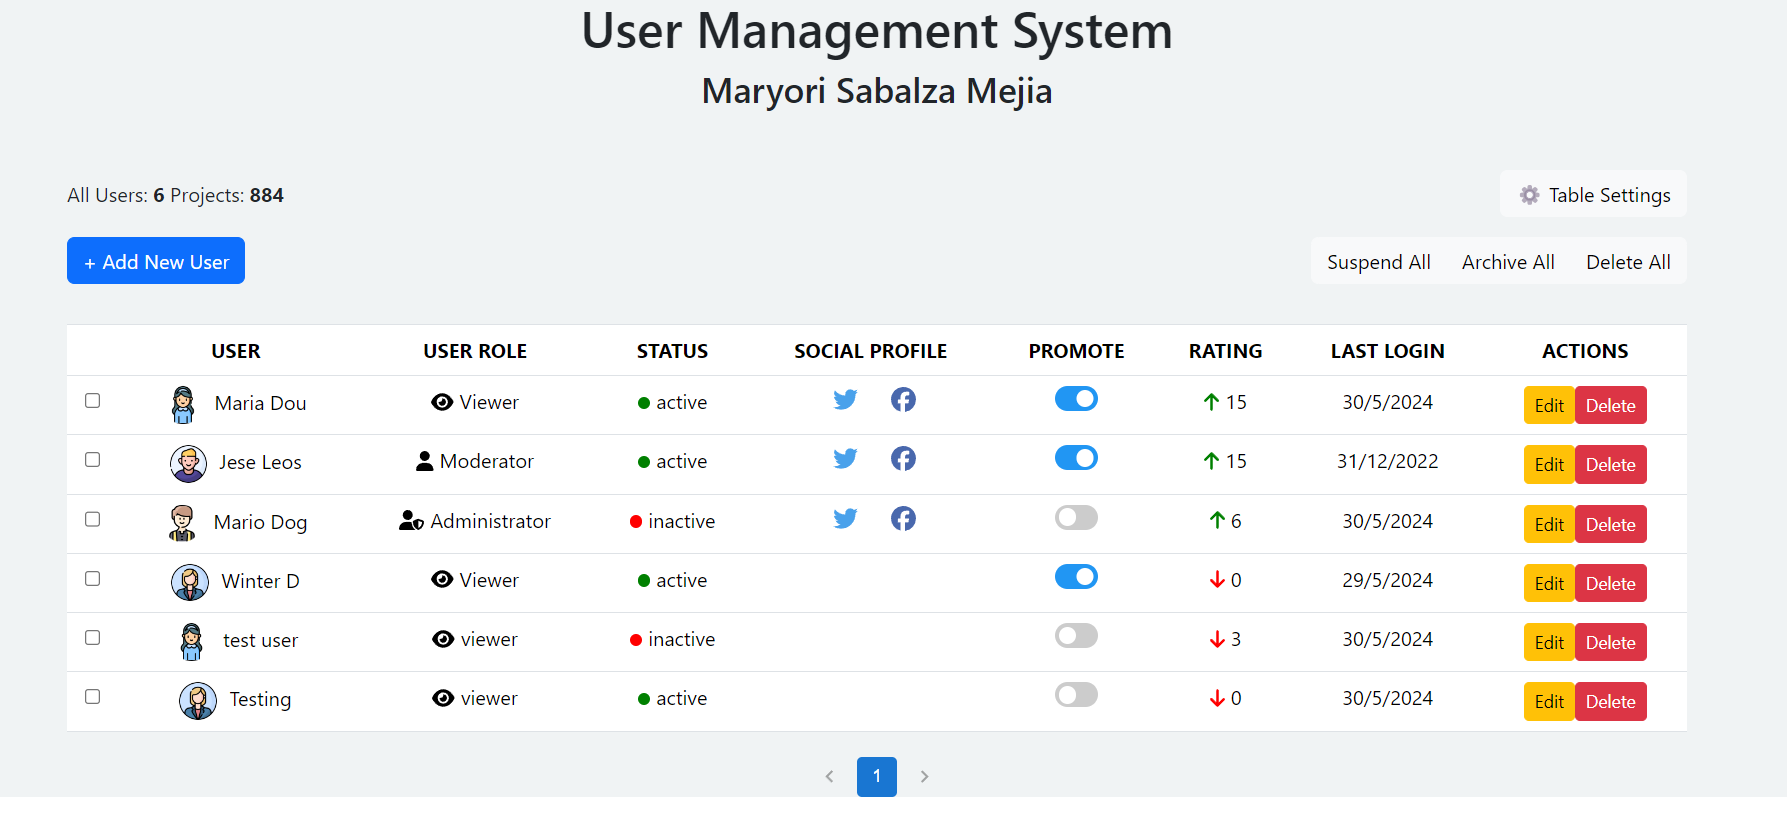 User Management System
Maryori Sabalza Mejia
All Users: 6 Projects: 884
Table Settings
+ Add New User
Suspend All Archive All Delete All
USER USER ROLE STATUS SOCIAL PROFILE PROMOTE RATING LAST LOGIN ACTIONS
Maria Dou Viewer active 15 30/5/2024 Edit Delete
Jese Leos Moderator active 15 31/12/2022 Edit Delete
Mario Dog Administrator inactive 6 30/5/2024 Edit Delete
Winter D Viewer active 0 29/5/2024 Edit Delete
test user viewer inactive 3 30/5/2024 Edit Delete
Testing viewer active 0 30/5/2024 Edit Delete
1